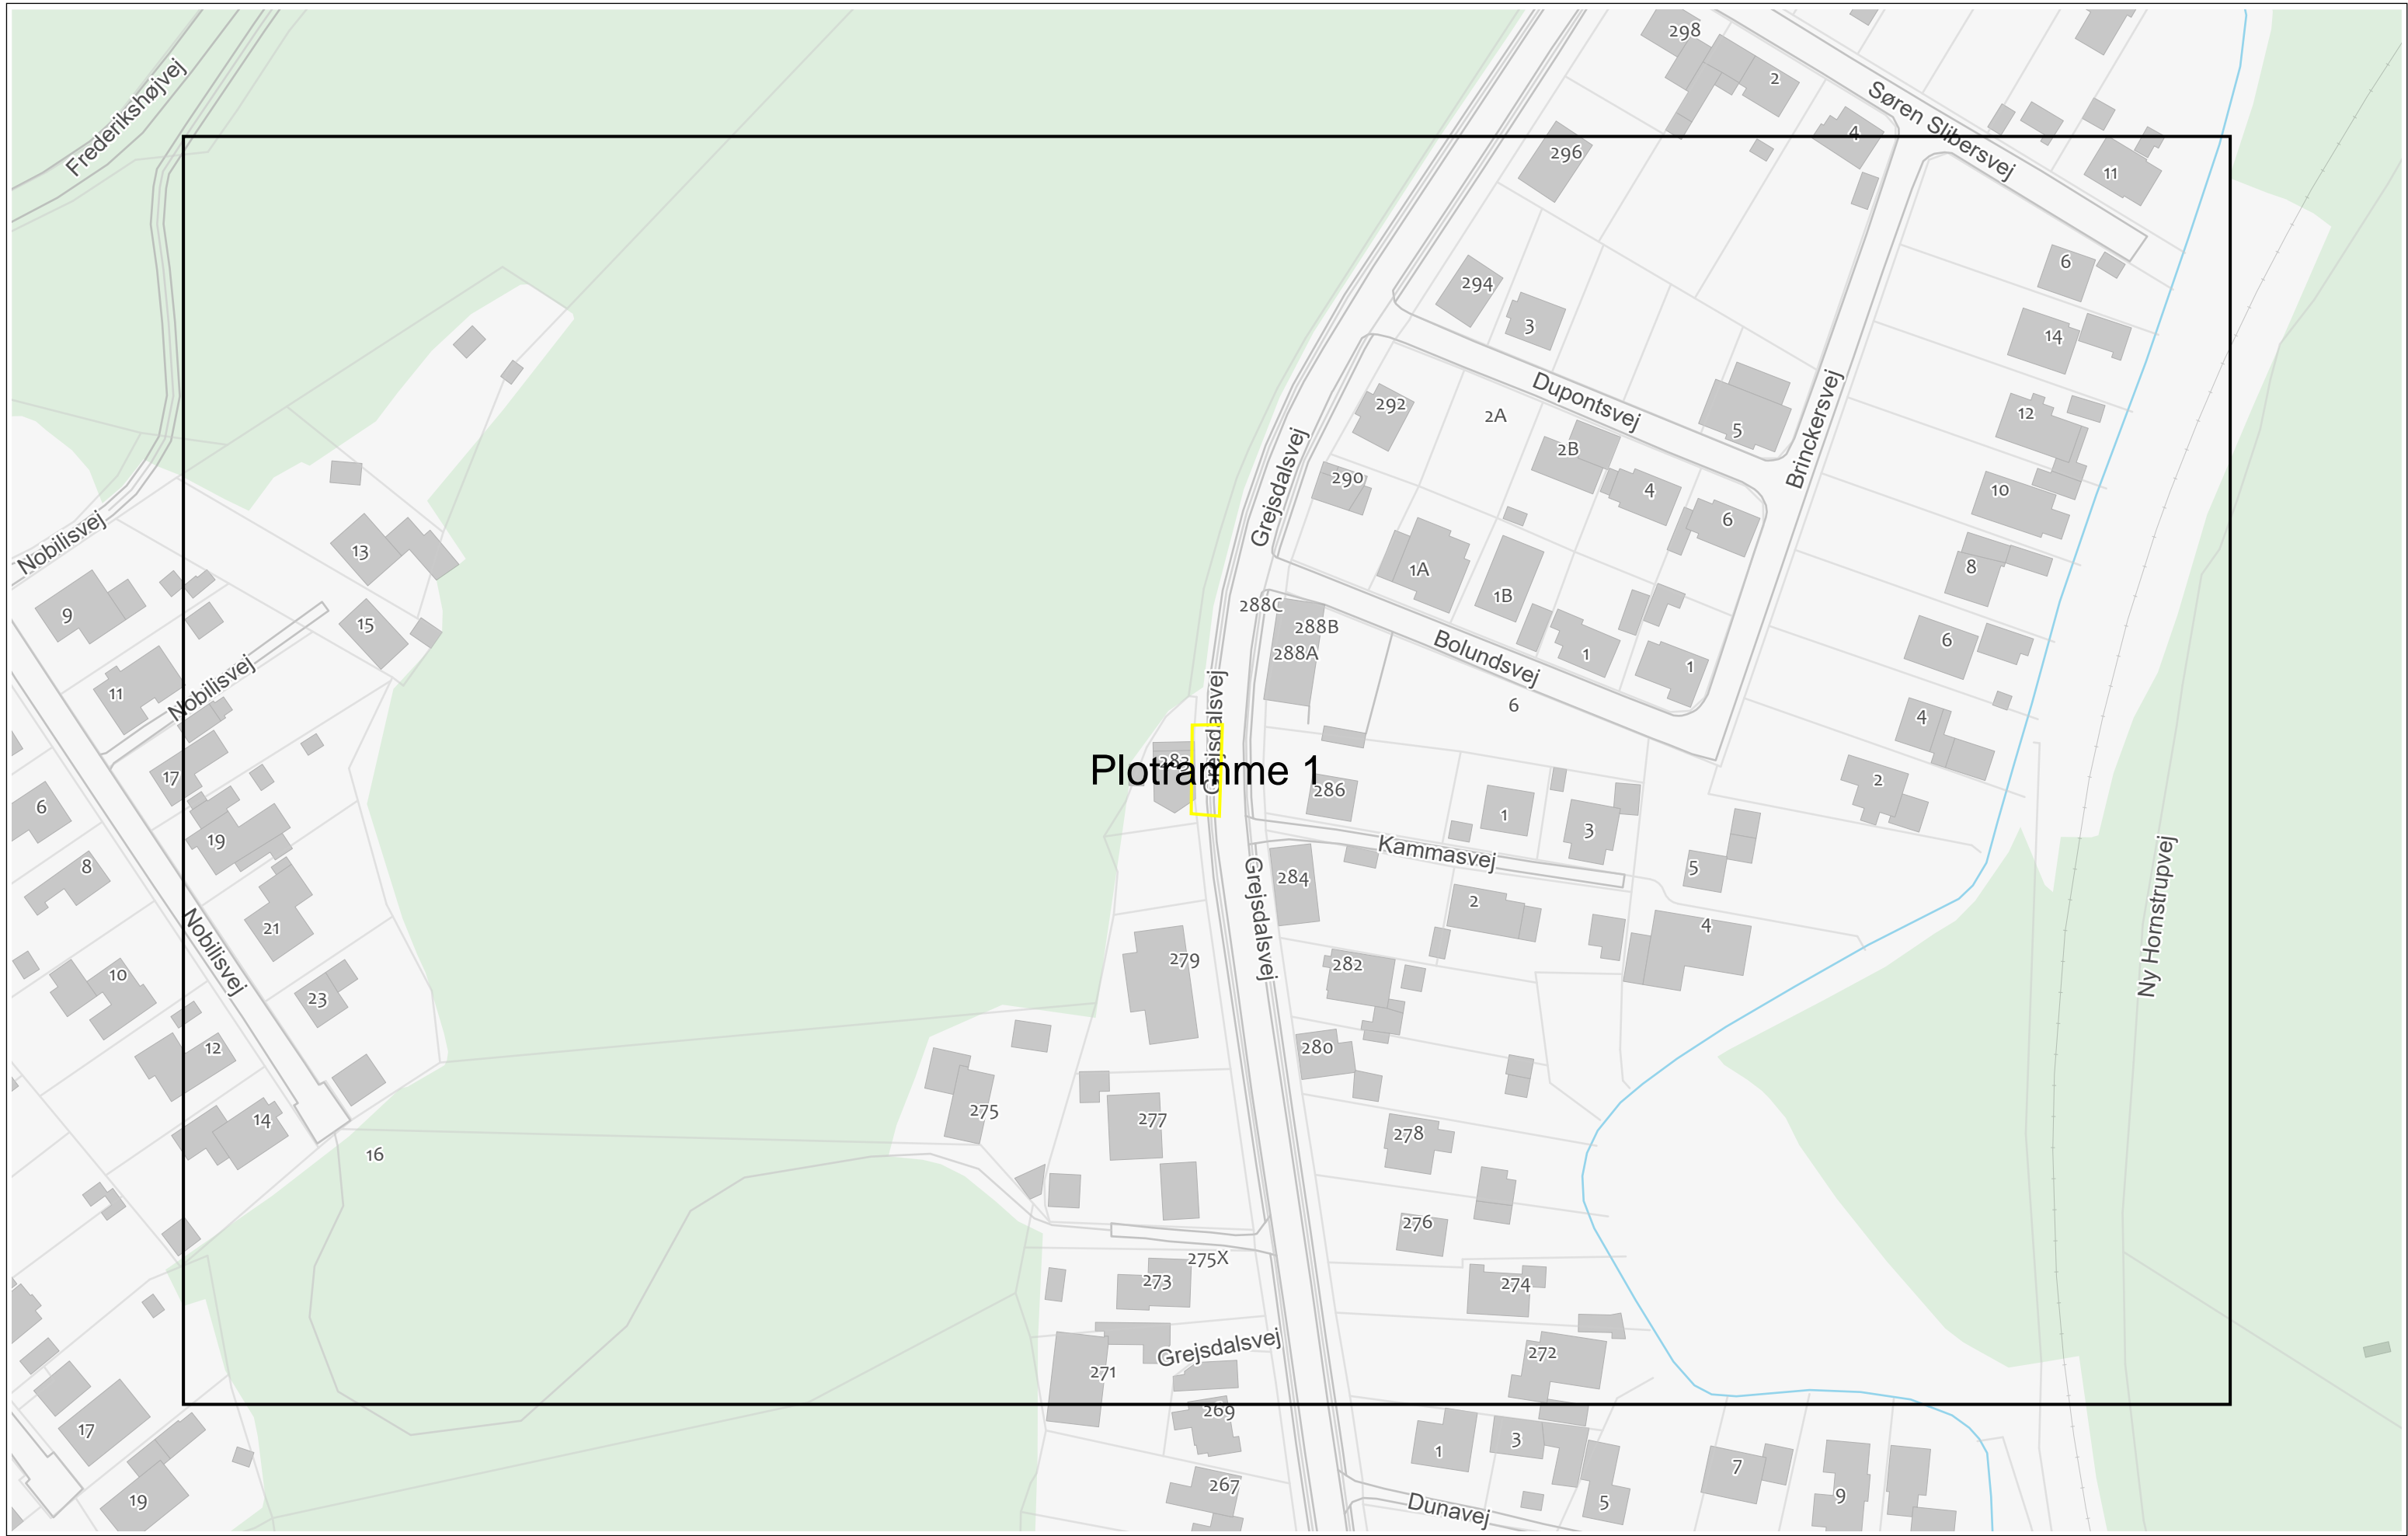 298
2
Frederikshøjvej
Søren Slibersvej
4
296
11
6
294
3
14
Dupontsvej
292
2A
12
Brinckersvej
5
2B
Grejsdalsvej
290
4
10
6
Nobilisvej
13
8
1A
1B
288C
9
15
288B
6
Bolundsvej
288A
1
1
Nobilisvej
11
Grejsdalsvej
6
4
283
Plotramme 1
17
2
286
6
1
3
19
Kammasvej
8
5
284
Ny Hornstrupvej
2
21
Grejsdalsvej
4
Nobilisvej
279
282
10
23
12
280
275
277
14
278
16
276
275X
273
274
Grejsdalsvej
272
271
269
17
1
3
7
267
19
9
5
Dunavej